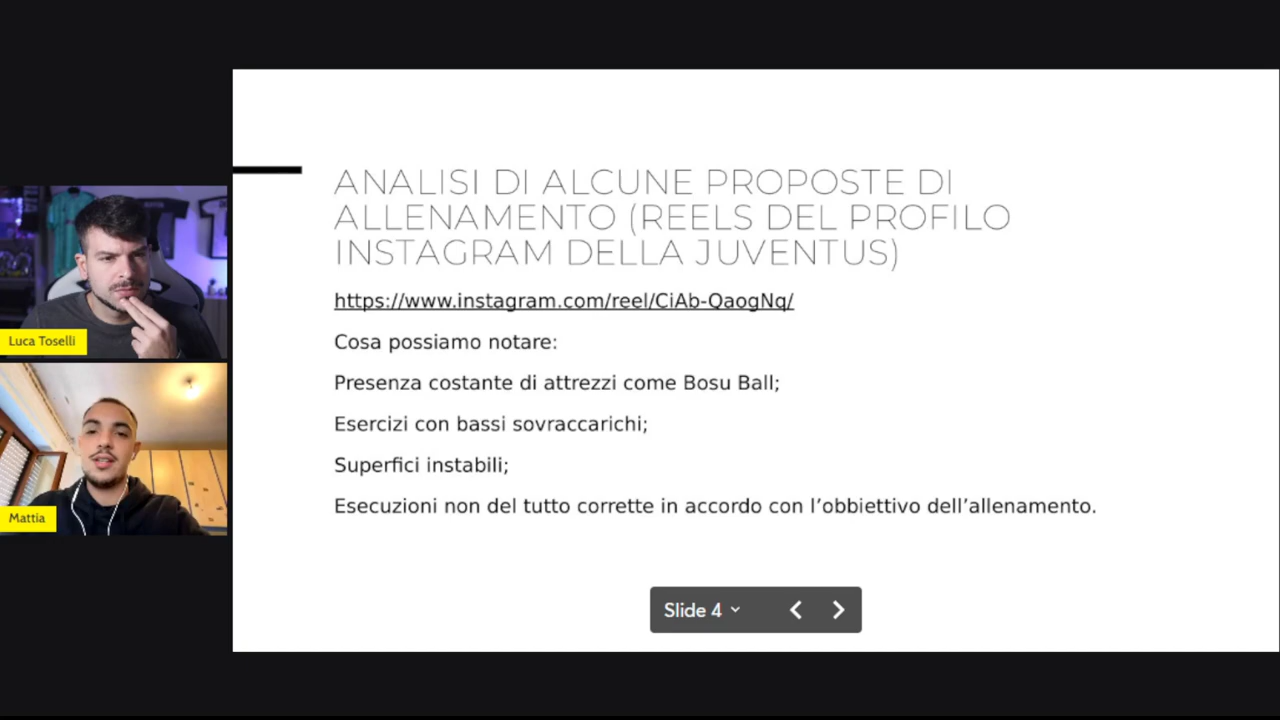 ANALISI DI ALCUNE PROPOSTE DI
ALLENAMENTO (REELS DEL PROFILO
INSTAGRAM DELLA JUVENTUS)
https://www.instagram.com/reel/CiAb-QaogNq/
Cosa possiamo notare:
Presenza costante di attrezzi come Bosu Ball;
Esercizi con bassi sovraccarichi;
Superfici instabili;
Esecuzioni non del tutto corrette in accordo con l’obbiettivo dell’allenamento.
Luca Toselli
Mattia
Slide 4